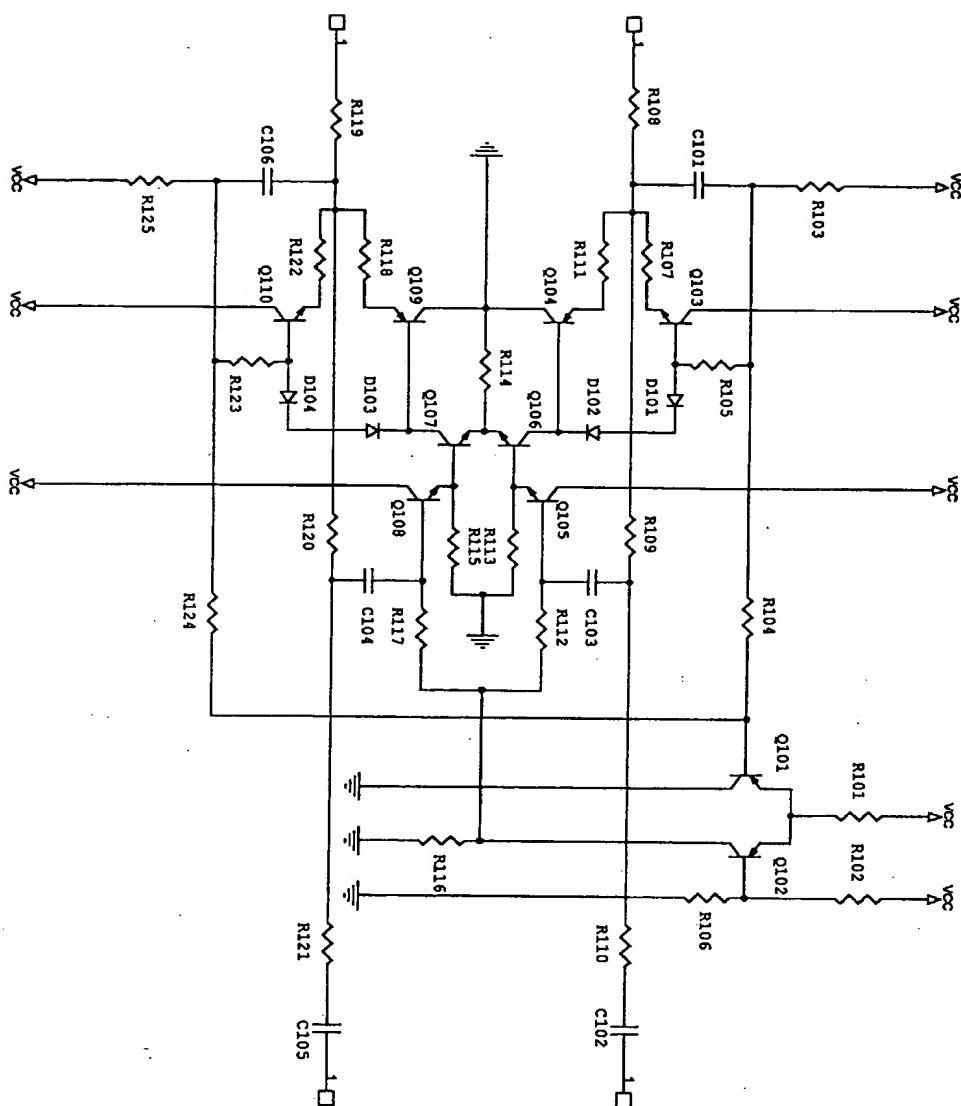 1
1
R119
R108
C106
C101
VCC
R125
R103
VCC
R122
R118
R111
R107
Q110
Q109
Q104
Q103
VCC
VCC
R114
R123
D104
D103
Q107
Q106
D102
D101
R105
VCC
VCC
Q108
Q105
R120
R115
R113
R109
R124
C104
R117
R112
C103
R104
Q101
R101
VCC
R116
Q102
R102
VCC
R106
R121
R110
C105
C102
1
1